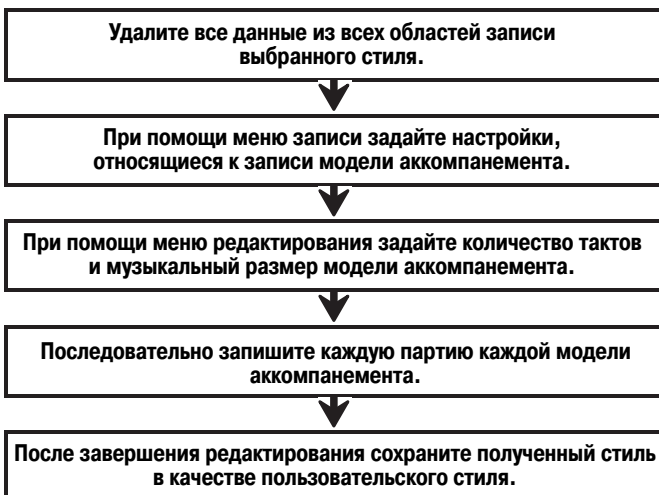 Удалите все данные из всех областей записи
выбранного стиля.
При помощи меню записи задайте настройки,
относящиеся к записи модели аккомпанемента.
При помощи меню редактирования задайте количество тактов
и музыкальный размер модели аккомпанемента.
Последовательно запишите каждую партию каждой модели
аккомпанемента.
После завершения редактирования сохраните полученный стиль
в качестве пользовательского стиля.